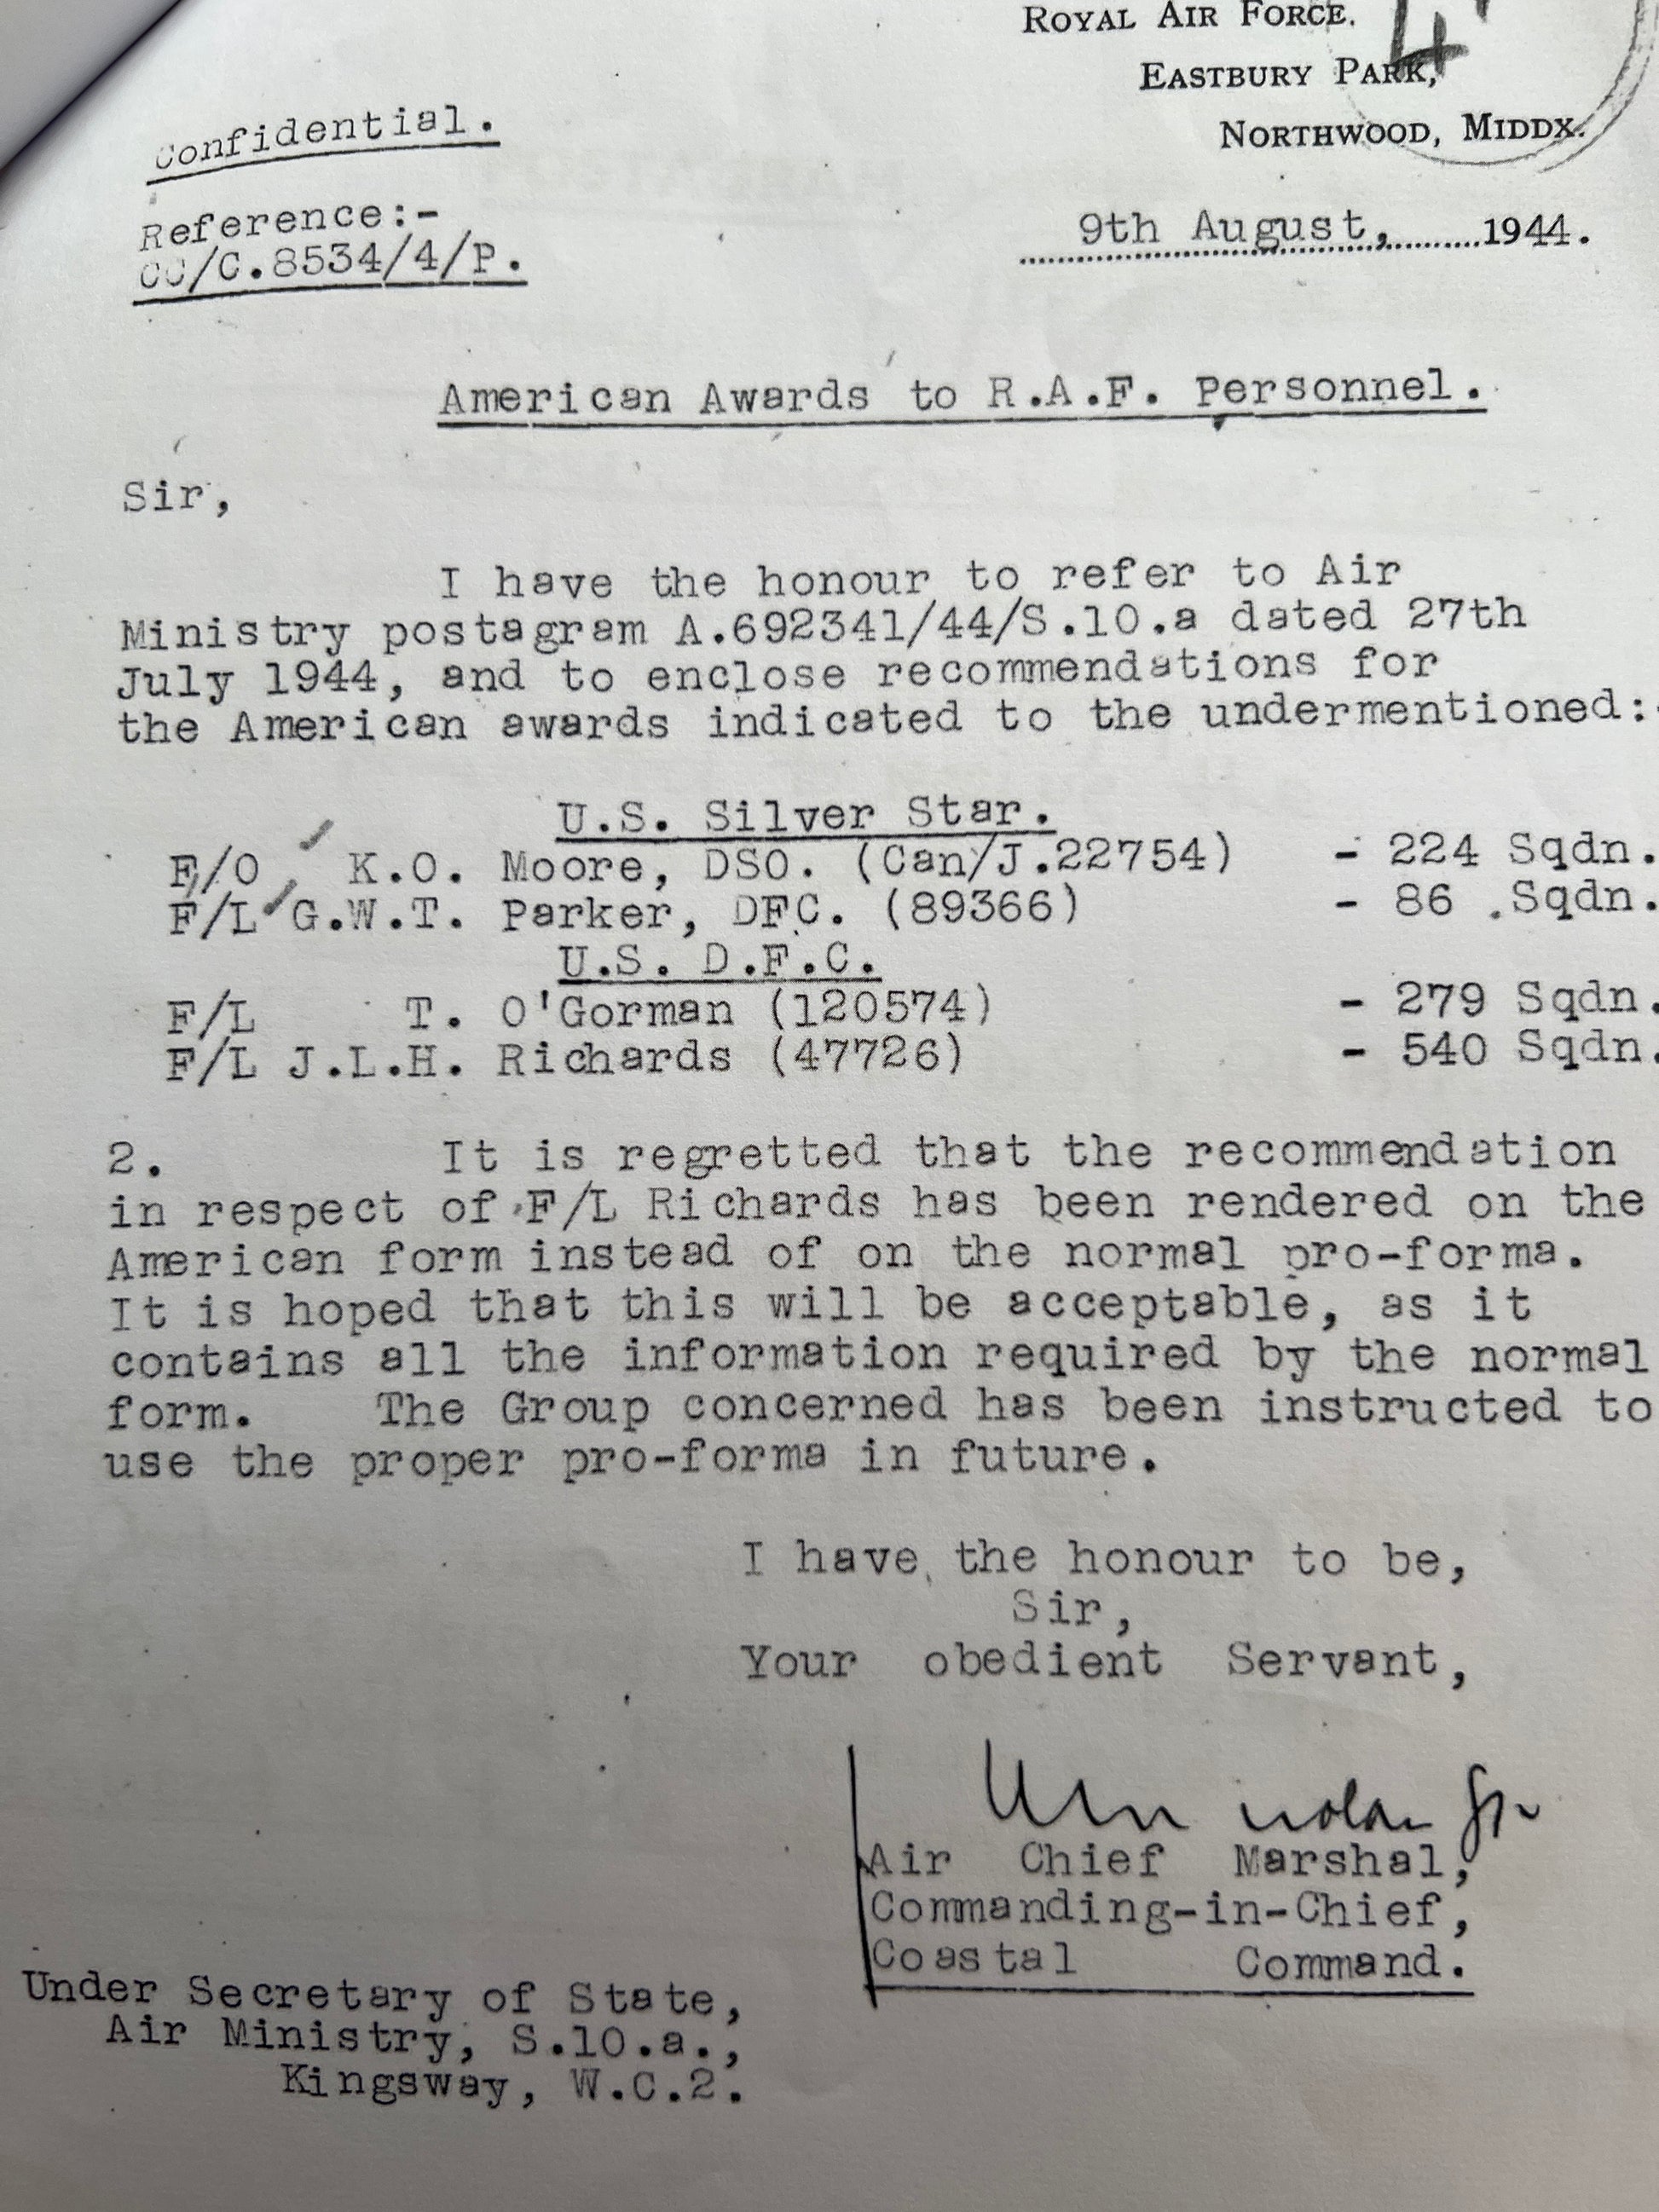 ROYAL AIR FORCE.
EASTBURY PARK,
NORTHWOOD, MIDDX.
Confidential.
Reference:-
CC/C.8534/4/P.
9th August, 1944.
American Awards to R.A.F. Personnel.
Sir,
I have the honour to refer to Air
Ministry postagram A.692341/44/S.10.a dated 27th
July 1944, and to enclose recommendations for
the American awards indicated to the undermentioned:-
U.S. Silver Star.
F/O K.O. Moore, DSO. (Can/J.22754) - 224 Sqdn.
F/L G.W.T. Parker, DFC. (89366) - 86 Sqdn.
U.S. D.F.C.
F/L T. O'Gorman (120574) - 279 Sqdn.
F/L J.L.H. Richards (47726) - 540 Sqdn.
2. It is regretted that the recommendation
in respect of F/L Richards has been rendered on the
American form instead of on the normal pro-forma.
It is hoped that this will be acceptable, as it
contains all the information required by the normal
form. The Group concerned has been instructed to
use the proper pro-forma in future.
I have the honour to be,
Sir,
Your obedient Servant,
Air Chief Marshal,
Commanding-in-Chief,
Coastal Command.
Under Secretary of State,
Air Ministry, S.10.a.,
Kingsway, W.C.2.